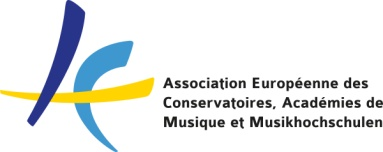 Association Européenne des
Conservatoires, Académies de
Musique et Musikhochschulen